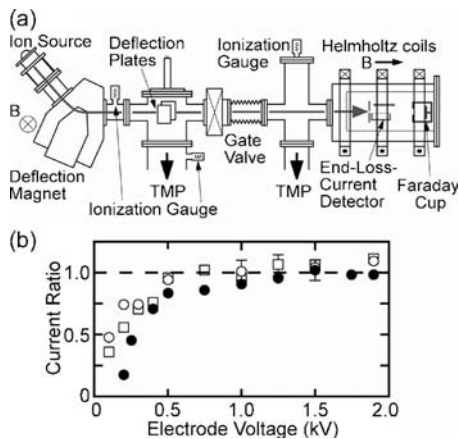 (a)
Ion Source
Deflection
Plates
Ionization
Gauge
Helmholtz coils
B
B
Deflection
Magnet
TMP
Ionization Gauge
Gate
Valve
TMP
End-Loss-
Current
Detector
Faraday
Cup
(b)
Current Ratio
1.0
0.5
0
0
0.5
1.0
1.5
2.0
Electrode Voltage (kV)